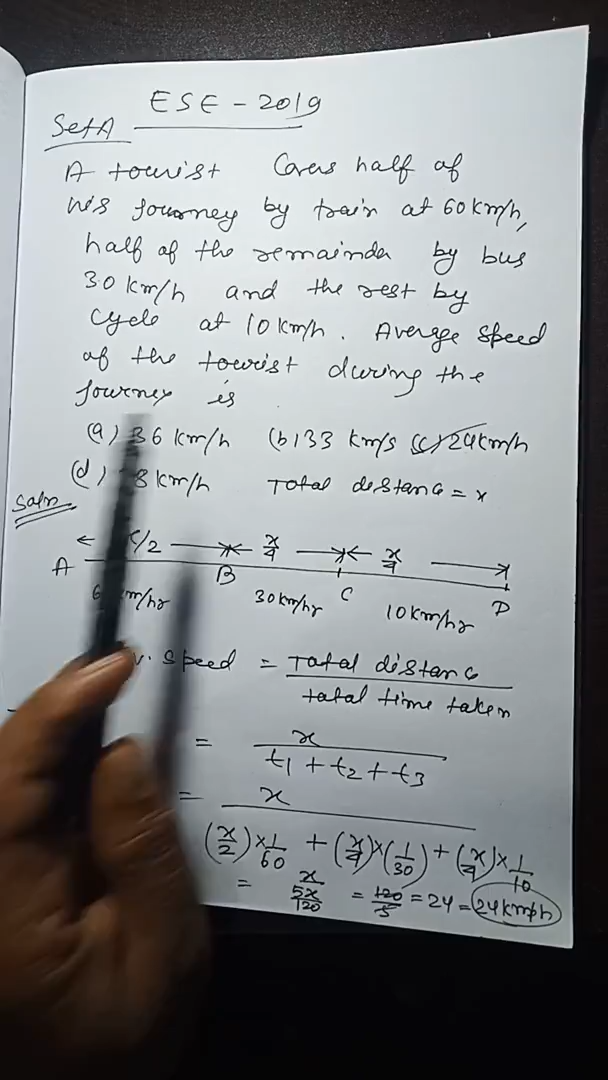 ESE - 2019
Set A
A tourist Covers half of
his Journey by train at 60 km/h,
half of the remainder by bus
30 km/h and the rest by
Cycle at 10 km/h. Average speed
of the tourist during the
Journey is
(a) 36 km/h (b) 33 km/s (c) 24 km/h
(d) 8 km/h Total distance = x
Soln
x/2 x/4 x/4
A B C D
6 m/hr 30 km/hr 10 km/hr
v. speed = Total distance / total time taken
= x / t1 + t2 + t3
= x / (x/2) × 1/60 + (x/4) × (1/30) + (x/4) × 1/10
= x / 5x/120 = 120/5 = 24 = 24 kmph